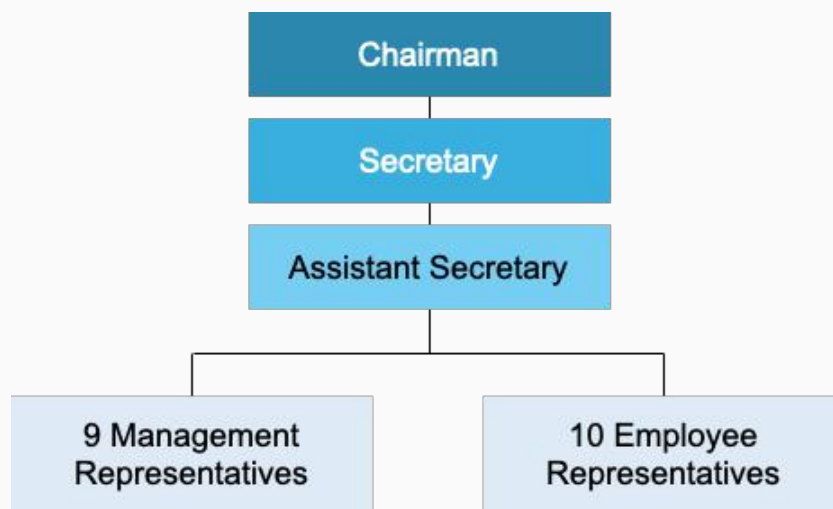 Chairman
Secretary
Assistant Secretary
9 Management
Representatives
10 Employee
Representatives